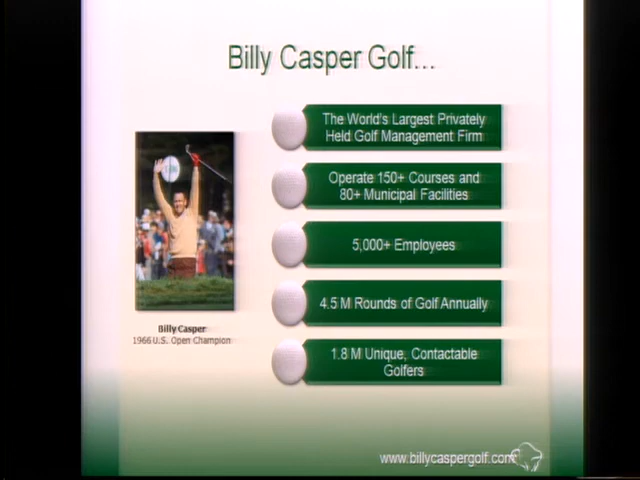 Billy Casper Golf...
The World's Largest Privately
Held Golf Management Firm
Operate 150+ Courses and
80+ Municipal Facilities
5,000+ Employees
4.5 M Rounds of Golf Annually
1.8 M Unique, Contactable
Golfers
Billy Casper
1966 U.S. Open Champion
www.billycaspergolf.com